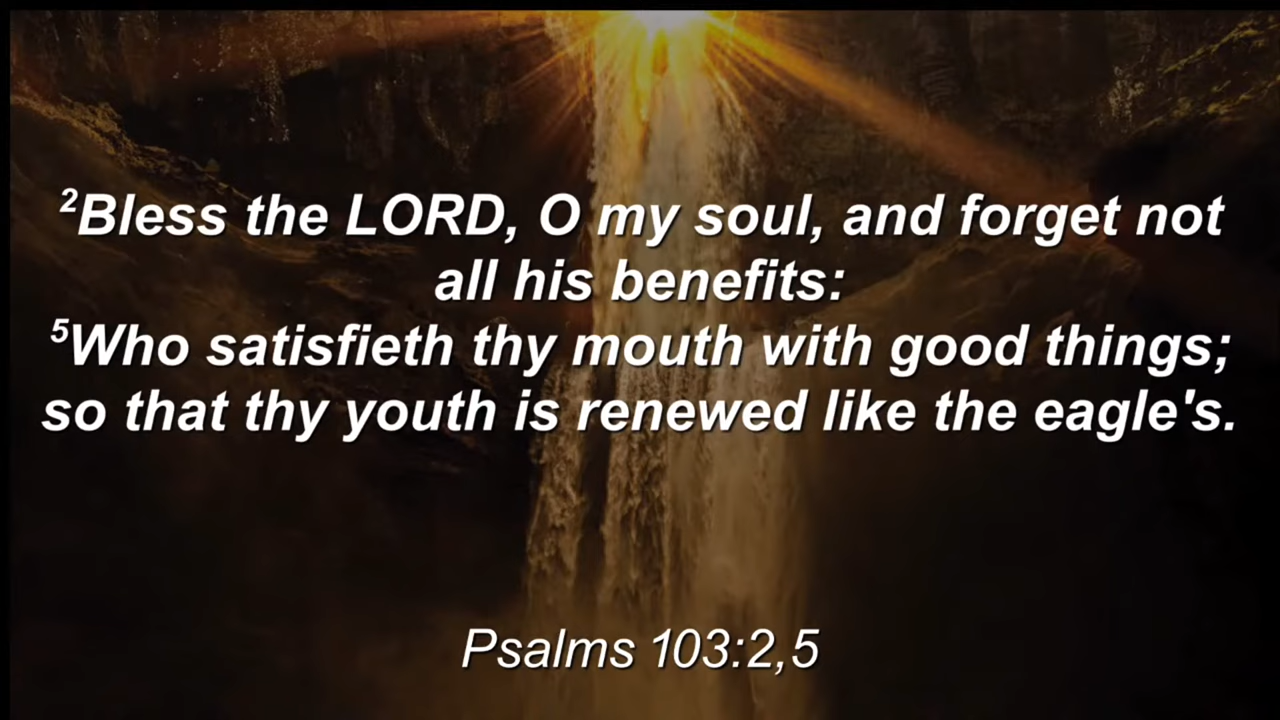 ²Bless the LORD, O my soul, and forget not
all his benefits:
⁵Who satisfieth thy mouth with good things;
so that thy youth is renewed like the eagle's.
Psalms 103:2,5